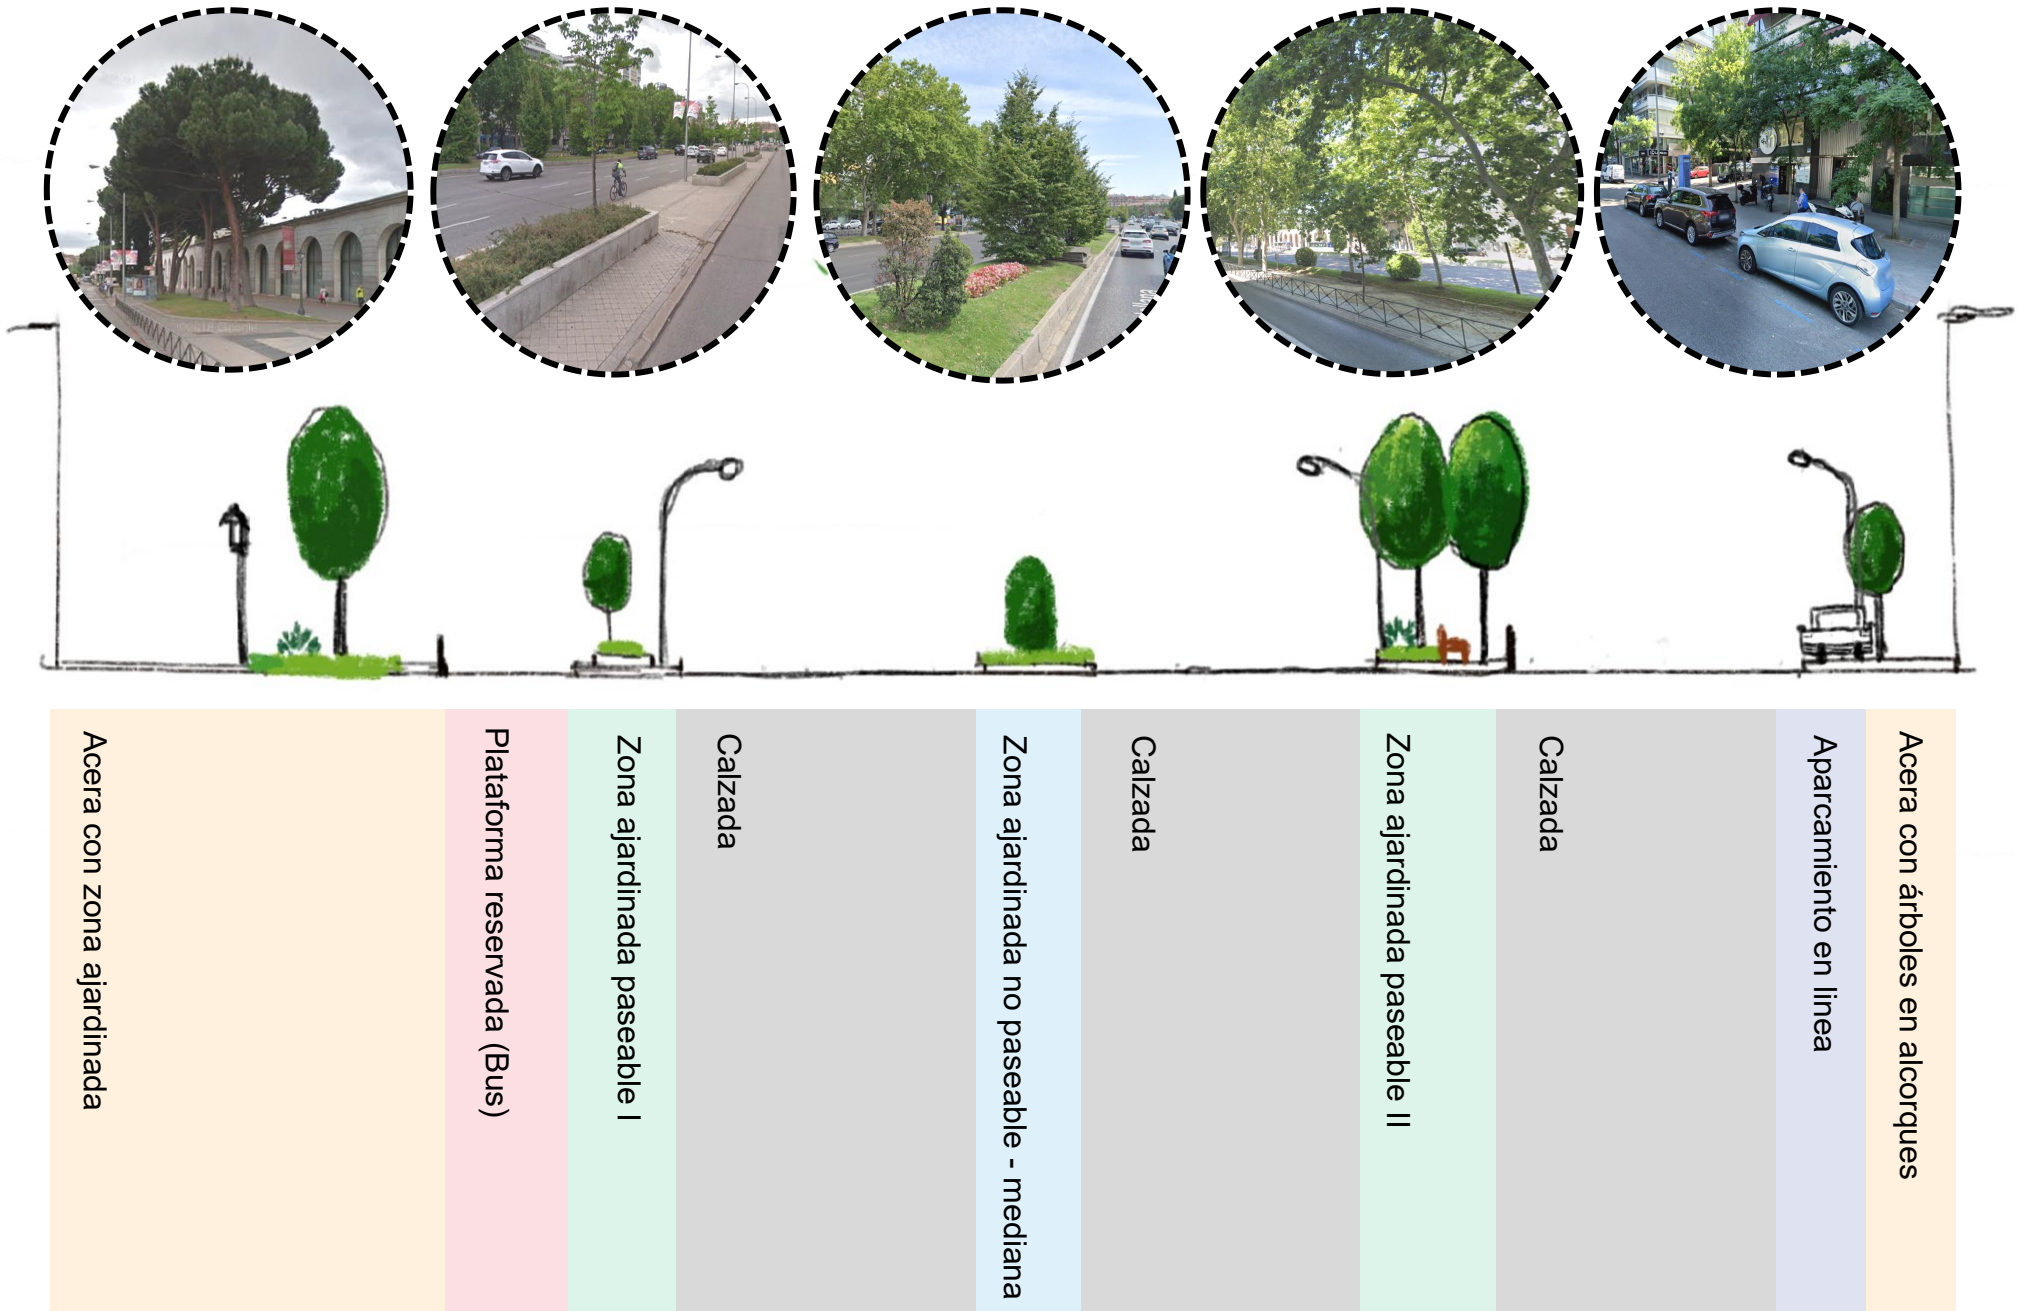 Acera con zona ajardinada
Plataforma reservada (Bus)
Zona ajardinada paseable I
Calzada
Zona ajardinada no paseable - mediana
Calzada
Zona ajardinada paseable II
Calzada
Aparcamiento en linea
Acera con árboles en alcorques